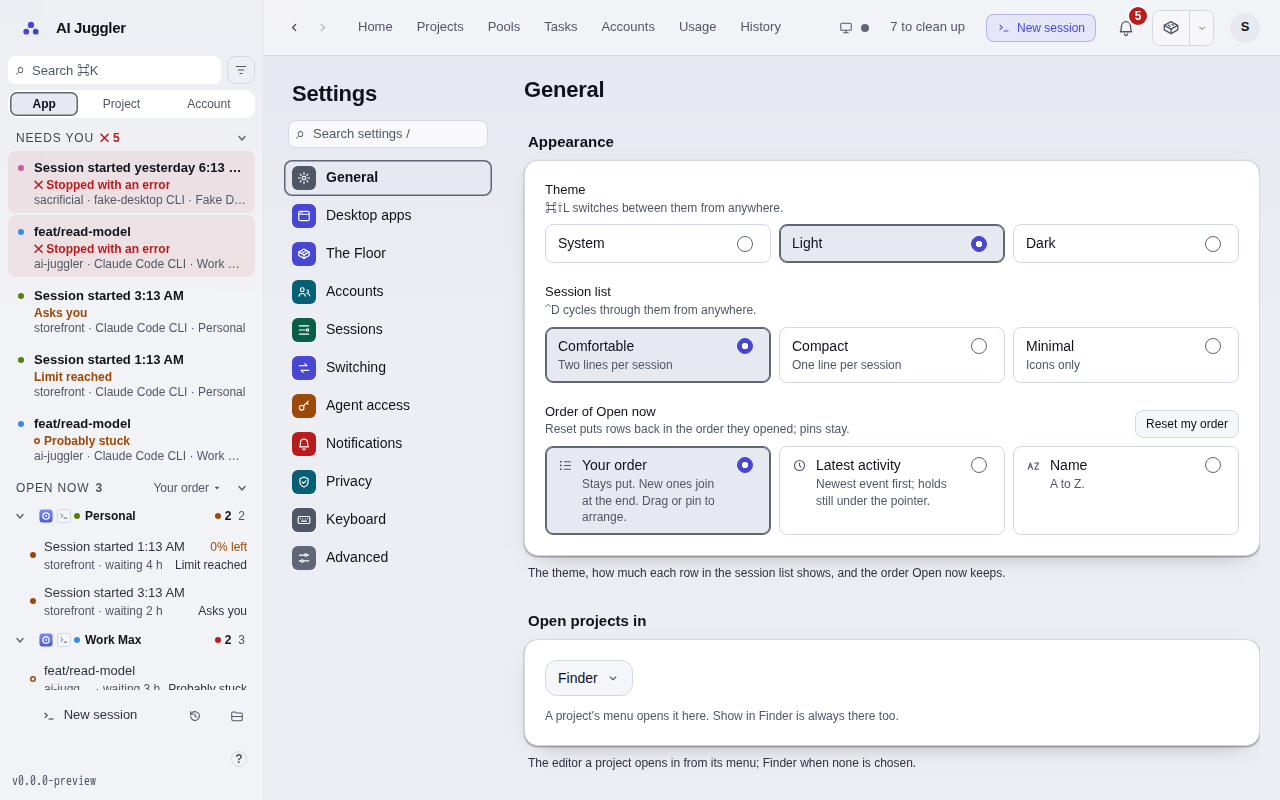 AI Juggler
Home Projects Pools Tasks Accounts Usage History
7 to clean up
New session
5
S
Search ⌘K
App Project Account
NEEDS YOU 5
Session started yesterday 6:13 …
Stopped with an error
sacrificial · fake-desktop CLI · Fake D…
feat/read-model
Stopped with an error
ai-juggler · Claude Code CLI · Work …
Session started 3:13 AM
Asks you
storefront · Claude Code CLI · Personal
Session started 1:13 AM
Limit reached
storefront · Claude Code CLI · Personal
feat/read-model
Probably stuck
ai-juggler · Claude Code CLI · Work …
OPEN NOW 3 Your order
Personal 2 2
Session started 1:13 AM 0% left
storefront · waiting 4 h Limit reached
Session started 3:13 AM
storefront · waiting 2 h Asks you
Work Max 2 3
feat/read-model
ai-jugg… · waiting 3 h Probably stuck
New session
?
v0.0.0-preview
Settings
Search settings /
General
Desktop apps
The Floor
Accounts
Sessions
Switching
Agent access
Notifications
Privacy
Keyboard
Advanced
General
Appearance
Theme
⌘⇧L switches between them from anywhere.
System Light Dark
Session list
^D cycles through them from anywhere.
Comfortable
Two lines per session
Compact
One line per session
Minimal
Icons only
Order of Open now
Reset puts rows back in the order they opened; pins stay.
Reset my order
Your order
Stays put. New ones join
at the end. Drag or pin to
arrange.
Latest activity
Newest event first; holds
still under the pointer.
AZ Name
A to Z.
The theme, how much each row in the session list shows, and the order Open now keeps.
Open projects in
Finder
A project's menu opens it here. Show in Finder is always there too.
The editor a project opens in from its menu; Finder when none is chosen.